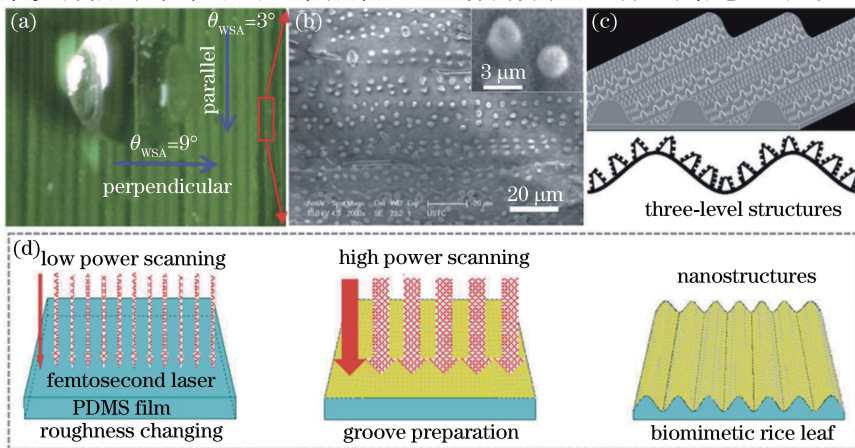 (a)
θWSA=3°
parallel
θWSA=9°
perpendicular
(b)
3 μm
20 μm
USTC
(c)
three-level structures
(d)
low power scanning
femtosecond laser
PDMS film
roughness changing
high power scanning
groove preparation
nanostructures
biomimetic rice leaf